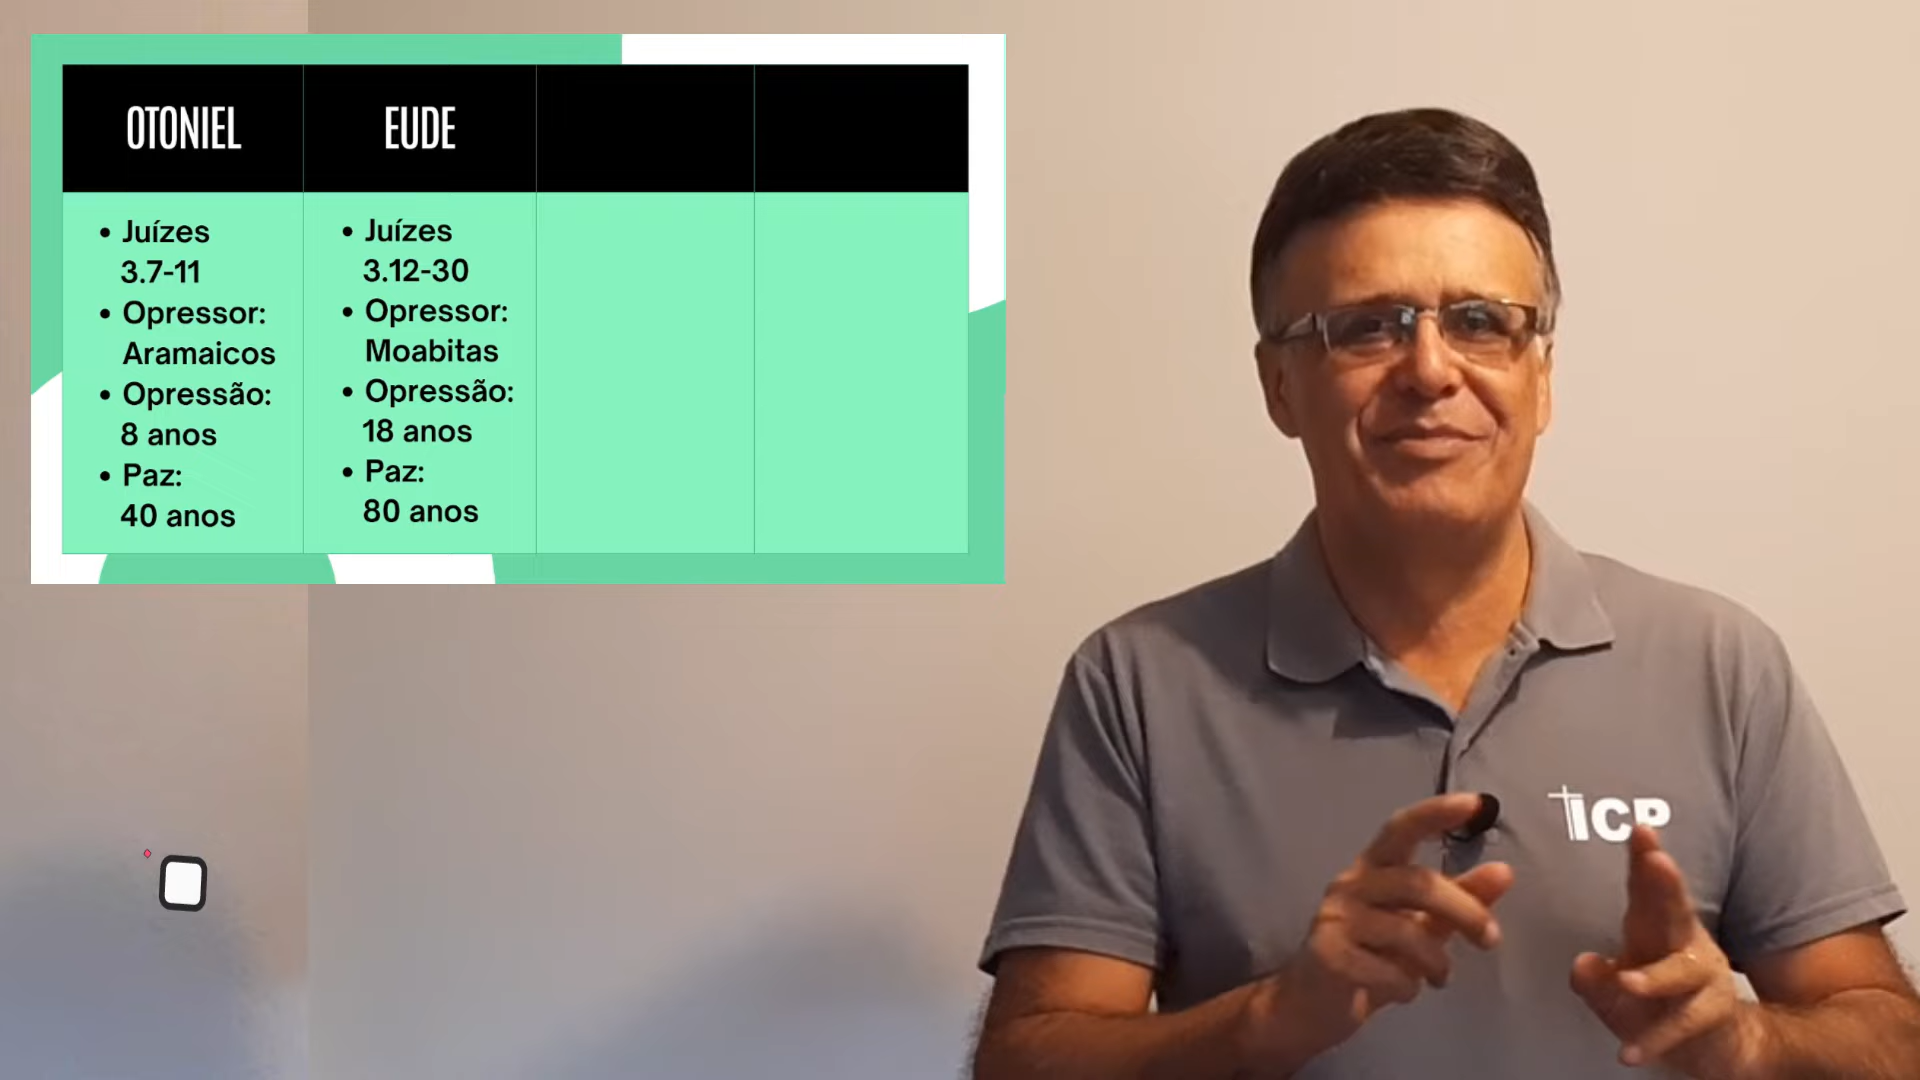 OTONIEL
• Juízes
3.7-11
• Opressor:
Aramaicos
• Opressão:
8 anos
• Paz:
40 anos
EUDE
• Juízes
3.12-30
• Opressor:
Moabitas
• Opressão:
18 anos
• Paz:
80 anos
ICP